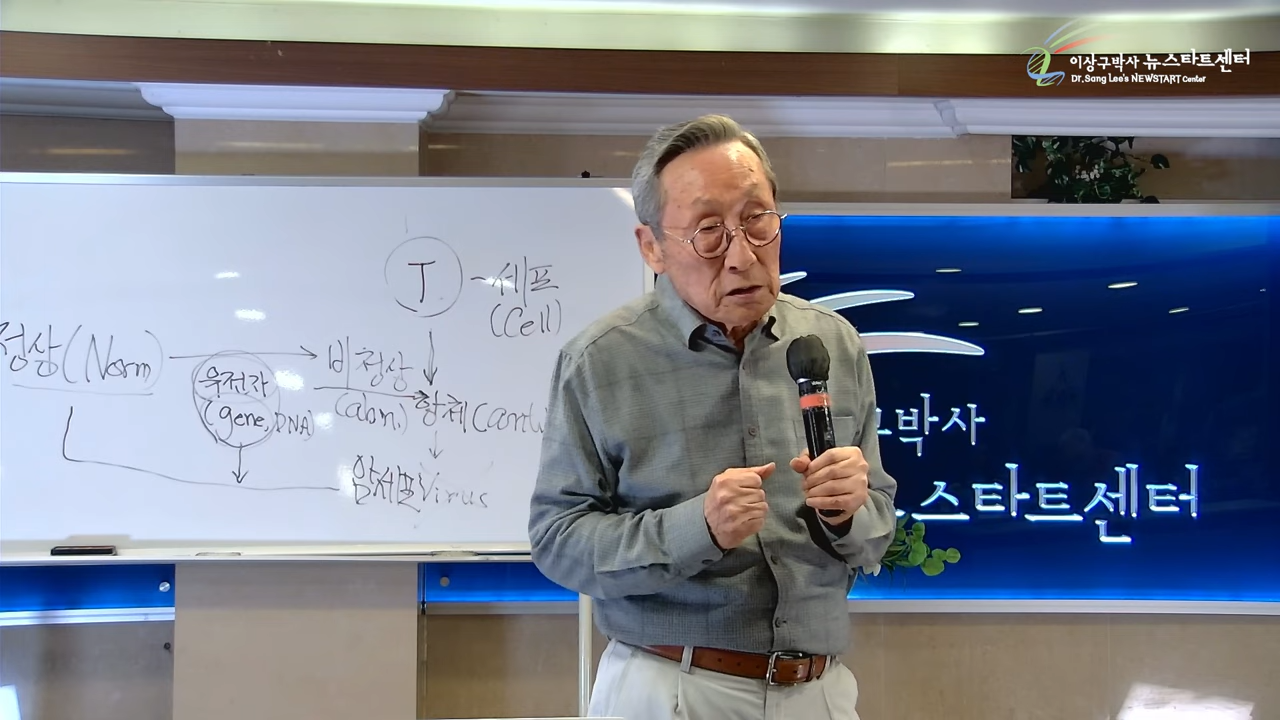 이상구박사 뉴스타트센터
Dr.Sang Lee's NEWSTART Center
T - 세포
(Cell)
정상(Norm)
유전자
(gene, DNA)
비정상
(abn.)
항체(anti
암세포 Virus
구박사
스타트센터